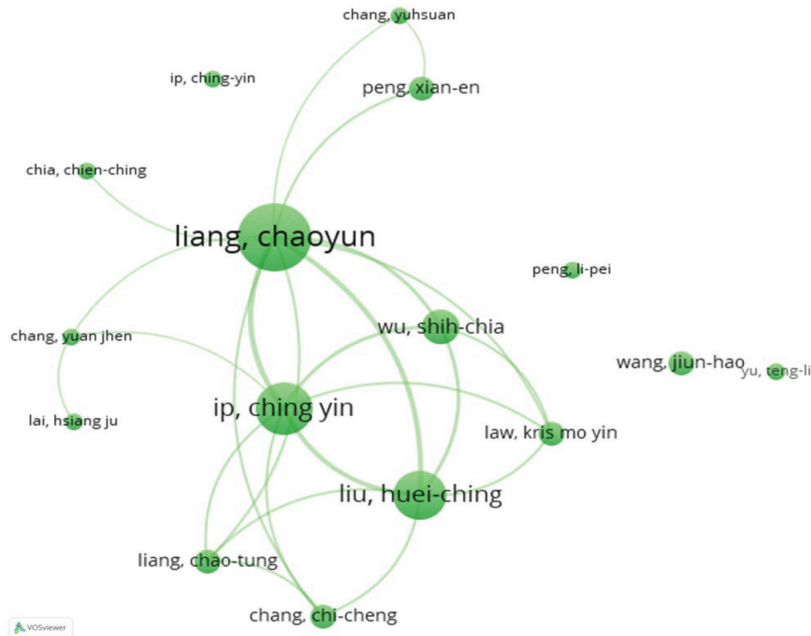 chang, yuhsuan
ip, ching-yin
peng, xian-en
chia, chien-ching
liang, chaoyun
peng, li-pei
wu, shih-chia
chang, yuan jhen
wang, jiun-hao
yu, teng-li
ip, ching yin
lai, hsiang ju
law, kris mo yin
liu, huei-ching
liang, chao-tung
chang, chi-cheng
VOSviewer